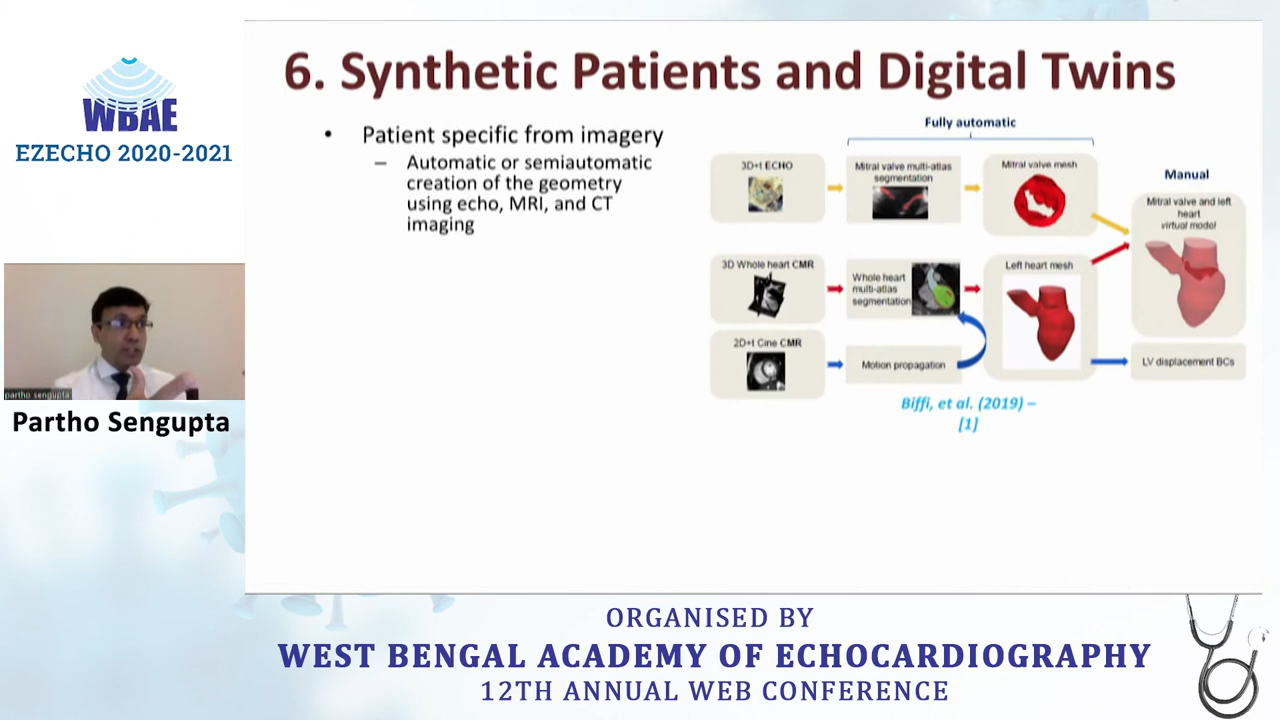 WBAE
EZECHO 2020-2021
partho sengupta
Partho Sengupta
6. Synthetic Patients and Digital Twins
• Patient specific from imagery
– Automatic or semiautomatic
creation of the geometry
using echo, MRI, and CT
imaging
Fully automatic
3D+t ECHO
Mitral valve multi-atlas
segmentation
Mitral valve mesh
Manual
Mitral valve and left
heart
virtual model
3D Whole heart CMR
Whole heart
multi-atlas
segmentation
Left heart mesh
2D+t Cine CMR
Motion propagation
LV displacement BCs
Biffi, et al. (2019) –
[1]
ORGANISED BY
WEST BENGAL ACADEMY OF ECHOCARDIOGRAPHY
12TH ANNUAL WEB CONFERENCE